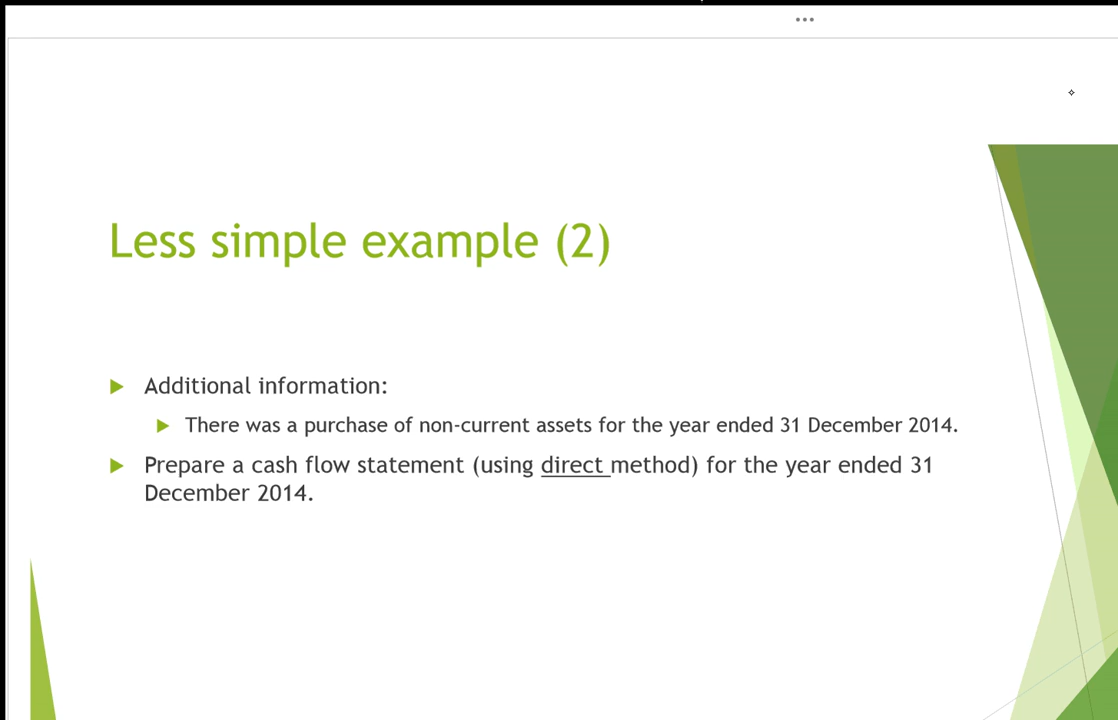 Less simple example (2)
Additional information:
There was a purchase of non-current assets for the year ended 31 December 2014.
Prepare a cash flow statement (using direct method) for the year ended 31
December 2014.